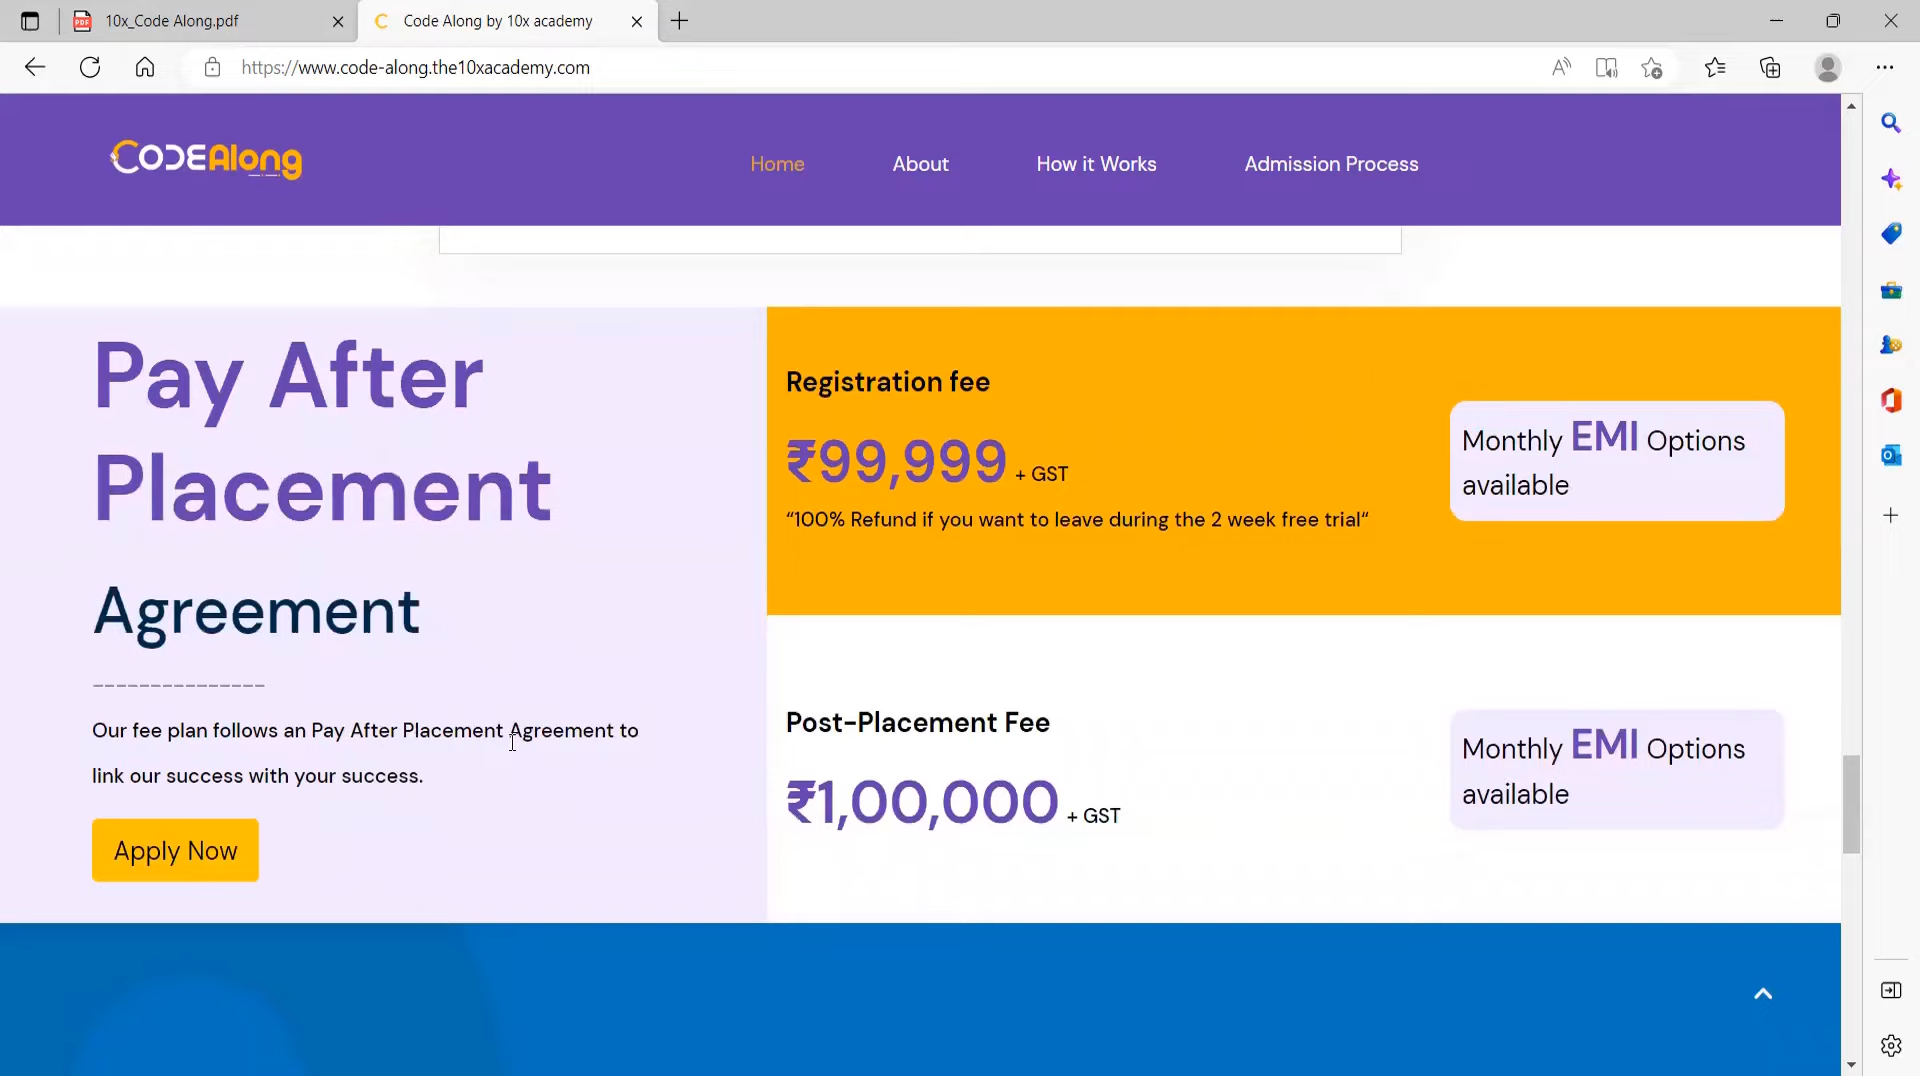 10x_Code Along.pdf
Code Along by 10x academy
https://www.code-along.the10xacademy.com
CODEAlong
Home
About
How it Works
Admission Process
Pay After
Placement
Agreement
---------------
Our fee plan follows an Pay After Placement Agreement to
link our success with your success.
Apply Now
Registration fee
₹99,999 + GST
“100% Refund if you want to leave during the 2 week free trial“
Monthly EMI Options
available
Post-Placement Fee
₹1,00,000 + GST
Monthly EMI Options
available